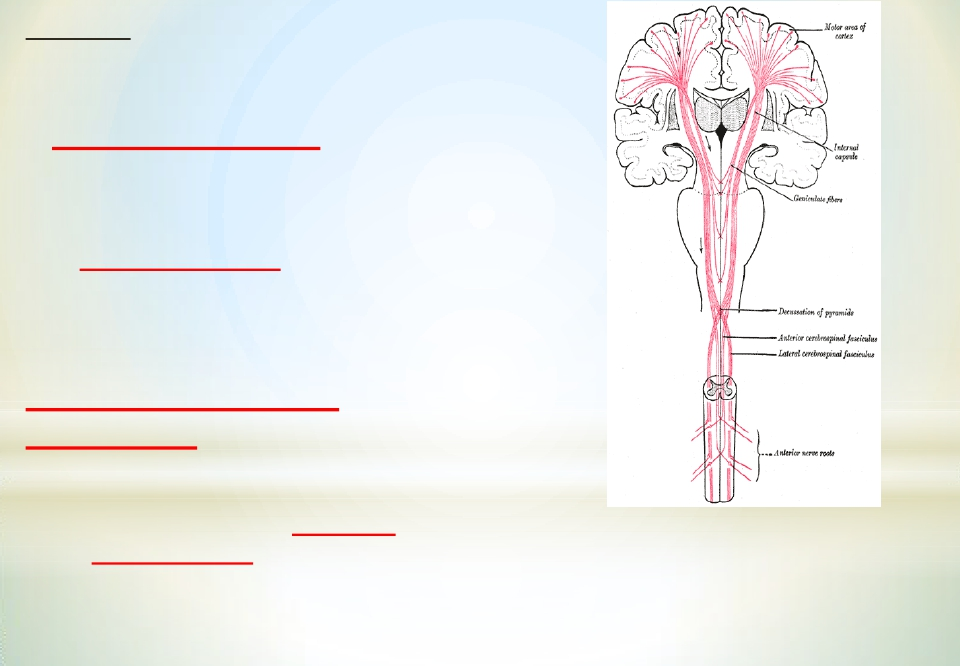 Motor area of
cortex
Internal
capsule
Geniculate fibers
Decussation of pyramids
Anterior cerebrospinal fasciculus
Lateral cerebrospinal fasciculus
Anterior nerve roots